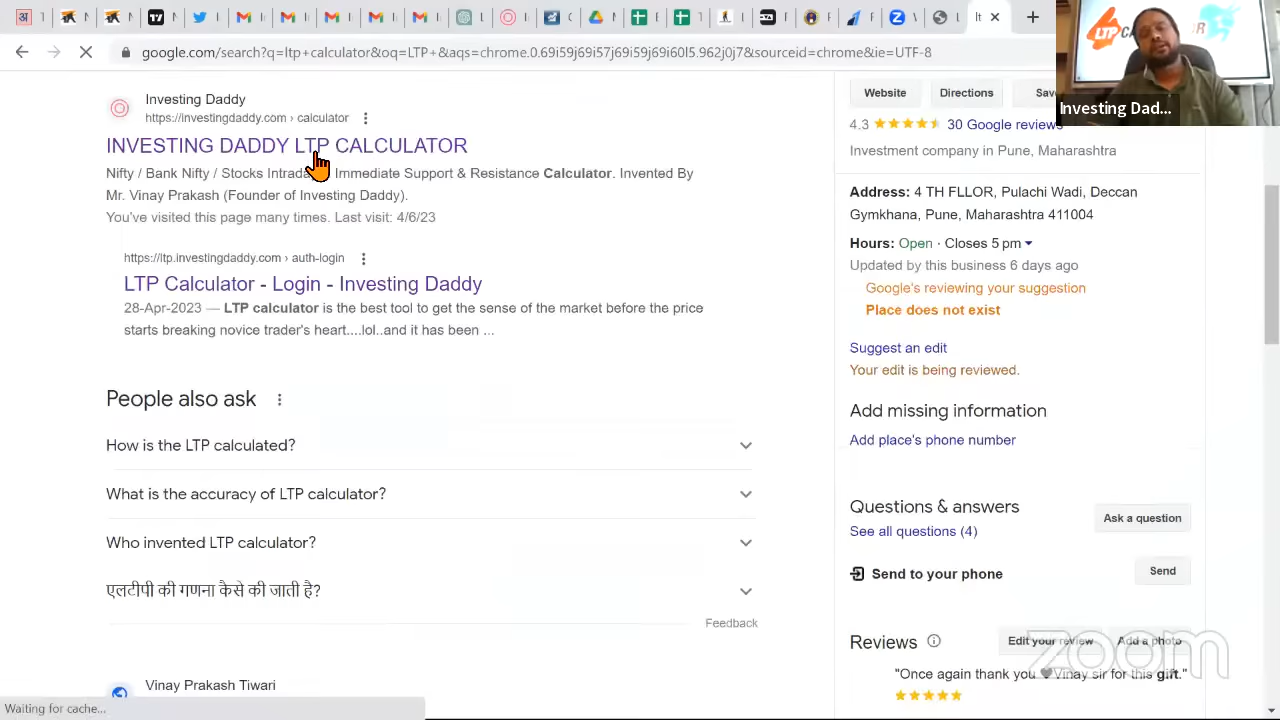 google.com/search?q=ltp+calculator&oq=LTP+&aqs=chrome.0.69i59j69i57j69i59j69i60l5.962j0j7&sourceid=chrome&ie=UTF-8
LTP
Investing Dad...
Investing Daddy
https://investingdaddy.com › calculator
INVESTING DADDY LTP CALCULATOR
Nifty / Bank Nifty / Stocks Immediate Support & Resistance Calculator. Invented By
Mr. Vinay Prakash (Founder of Investing Daddy).
You've visited this page many times. Last visit: 4/6/23
https://ltp.investingdaddy.com › auth-login
LTP Calculator - Login - Investing Daddy
28-Apr-2023 — LTP calculator is the best tool to get the sense of the market before the price
starts breaking novice trader's heart....lol..and it has been ...
People also ask
How is the LTP calculated?
What is the accuracy of LTP calculator?
Who invented LTP calculator?
एलटीपी की गणना कैसे की जाती है?
Feedback
Vinay Prakash Tiwari
Waiting for cache...
Website
Directions
4.3
30 Google reviews
Investment company in Pune, Maharashtra
Address: 4 TH FLLOR, Pulachi Wadi, Deccan
Gymkhana, Pune, Maharashtra 411004
Hours: Open · Closes 5 pm
Updated by this business 6 days ago
Google's reviewing your suggestion
Place does not exist
Suggest an edit
Your edit is being reviewed.
Add missing information
Add place's phone number
Questions & answers
Ask a question
See all questions (4)
Send to your phone
Send
Reviews
Edit your review
Add a photo
zoom
"Once again thank you Vinay sir for this gift."